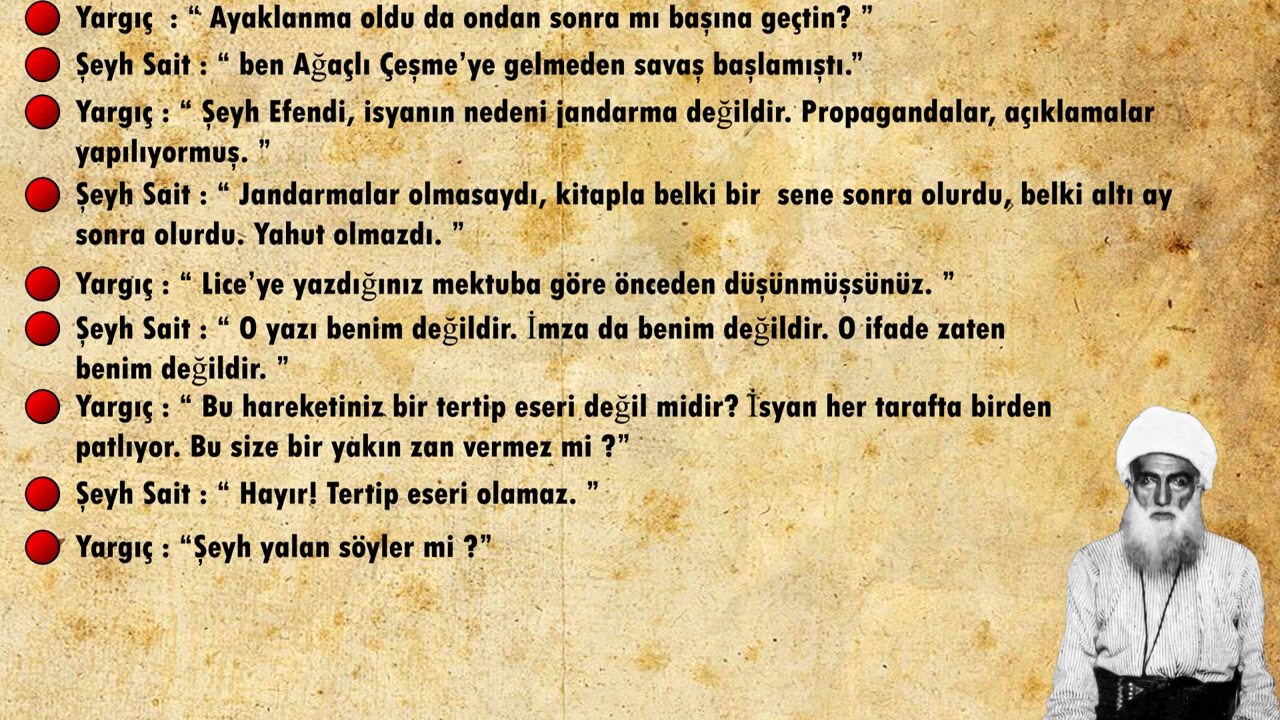 Yargıç : “ Ayaklanma oldu da ondan sonra mı başına geçtin? ”
Şeyh Sait : “ ben Ağaçlı Çeşme’ye gelmeden savaş başlamıştı.”
Yargıç : “ Şeyh Efendi, isyanın nedeni jandarma değildir. Propagandalar, açıklamalar
yapılıyormuş. ”
Şeyh Sait : “ Jandarmalar olmasaydı, kitapla belki bir sene sonra olurdu, belki altı ay
sonra olurdu. Yahut olmazdı. ”
Yargıç : “ Lice’ye yazdığınız mektuba göre önceden düşünmüşsünüz. ”
Şeyh Sait : “ O yazı benim değildir. İmza da benim değildir. O ifade zaten
benim değildir. ”
Yargıç : “ Bu hareketiniz bir tertip eseri değil midir? İsyan her tarafta birden
patlıyor. Bu size bir yakın zan vermez mi ?”
Şeyh Sait : “ Hayır! Tertip eseri olamaz. ”
Yargıç : “Şeyh yalan söyler mi ?”